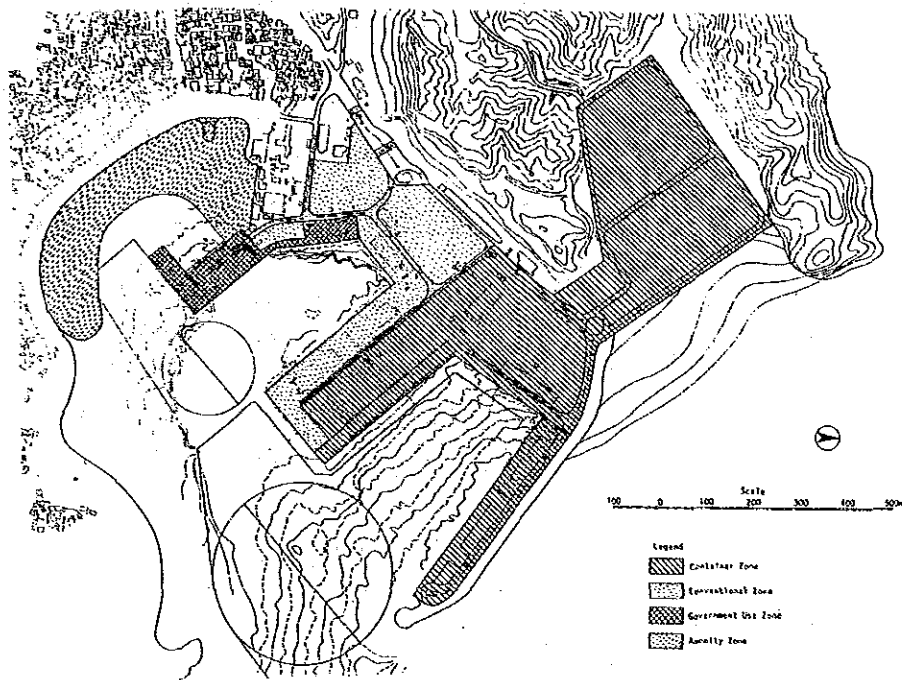 Scale
100 0 100 200 300 400 500m
Legend
Container Zone
Conventional Zone
Government Use Zone
Amenity Zone